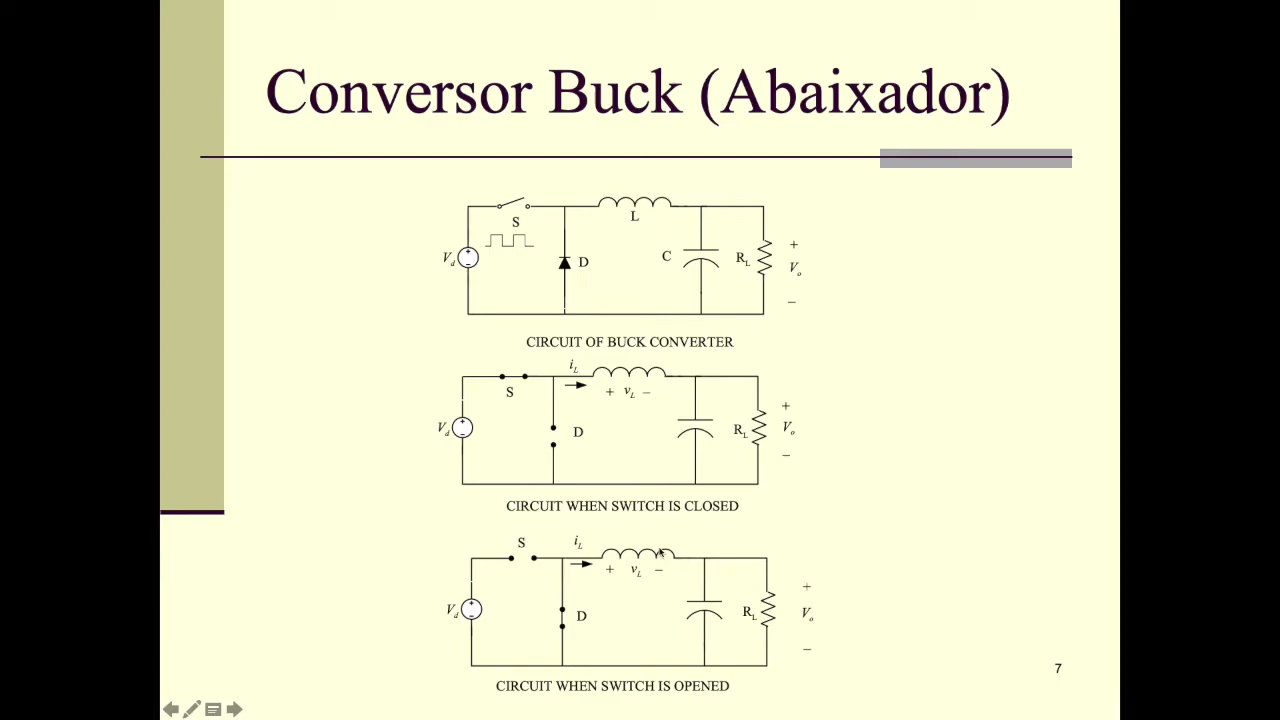 Conversor Buck (Abaixador)
S
L
V_d
+
−
D
C
R_L
+
V_o
−
CIRCUIT OF BUCK CONVERTER
i_L
S
+ v_L −
V_d
+
−
D
R_L
+
V_o
−
CIRCUIT WHEN SWITCH IS CLOSED
S
i_L
+ v_L −
V_d
+
−
D
R_L
+
V_o
−
CIRCUIT WHEN SWITCH IS OPENED
7